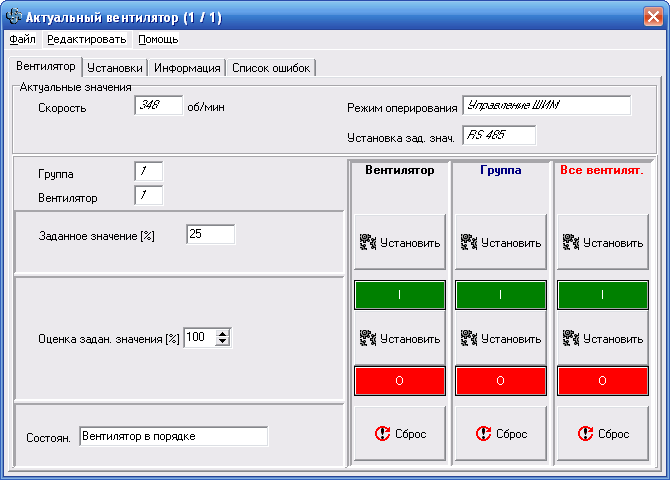 Актуальный вентилятор (1 / 1)
Файл Редактировать Помощь
Вентилятор Установки Информация Список ошибок
Актуальные значения
Скорость 348 об/мин Режим оперирования Управление ШИМ
Установка зад. знач. RS 485
Группа 1
Вентилятор 1
Вентилятор Группа Все вентилят.
Заданное значение [%] 25
Установить Установить Установить
I I I
Оценка задан. значения [%] 100
Установить Установить Установить
O O O
Состоян. Вентилятор в порядке
Сброс Сброс Сброс